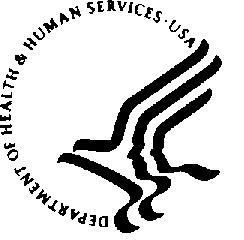 DEPARTMENT OF HEALTH & HUMAN SERVICES · USA